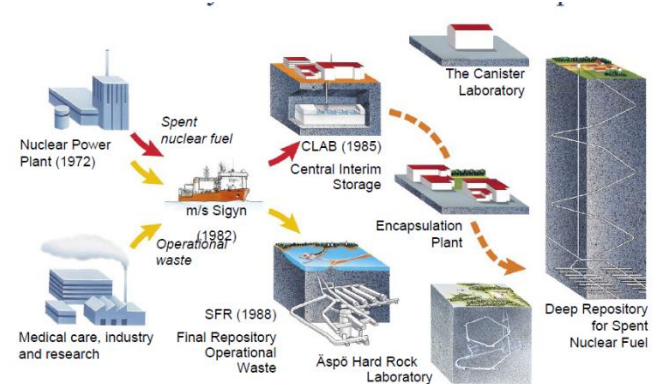 The Canister
Laboratory
Spent
nuclear fuel
Nuclear Power
Plant (1972)
CLAB (1985)
Central Interim
Storage
m/s Sigyn
(1982)
Encapsulation
Plant
Operational
waste
Deep Repository
for Spent
Nuclear Fuel
SFR (1988)
Final Repository
Operational
Waste
Medical care, industry
and research
Äspö Hard Rock
Laboratory